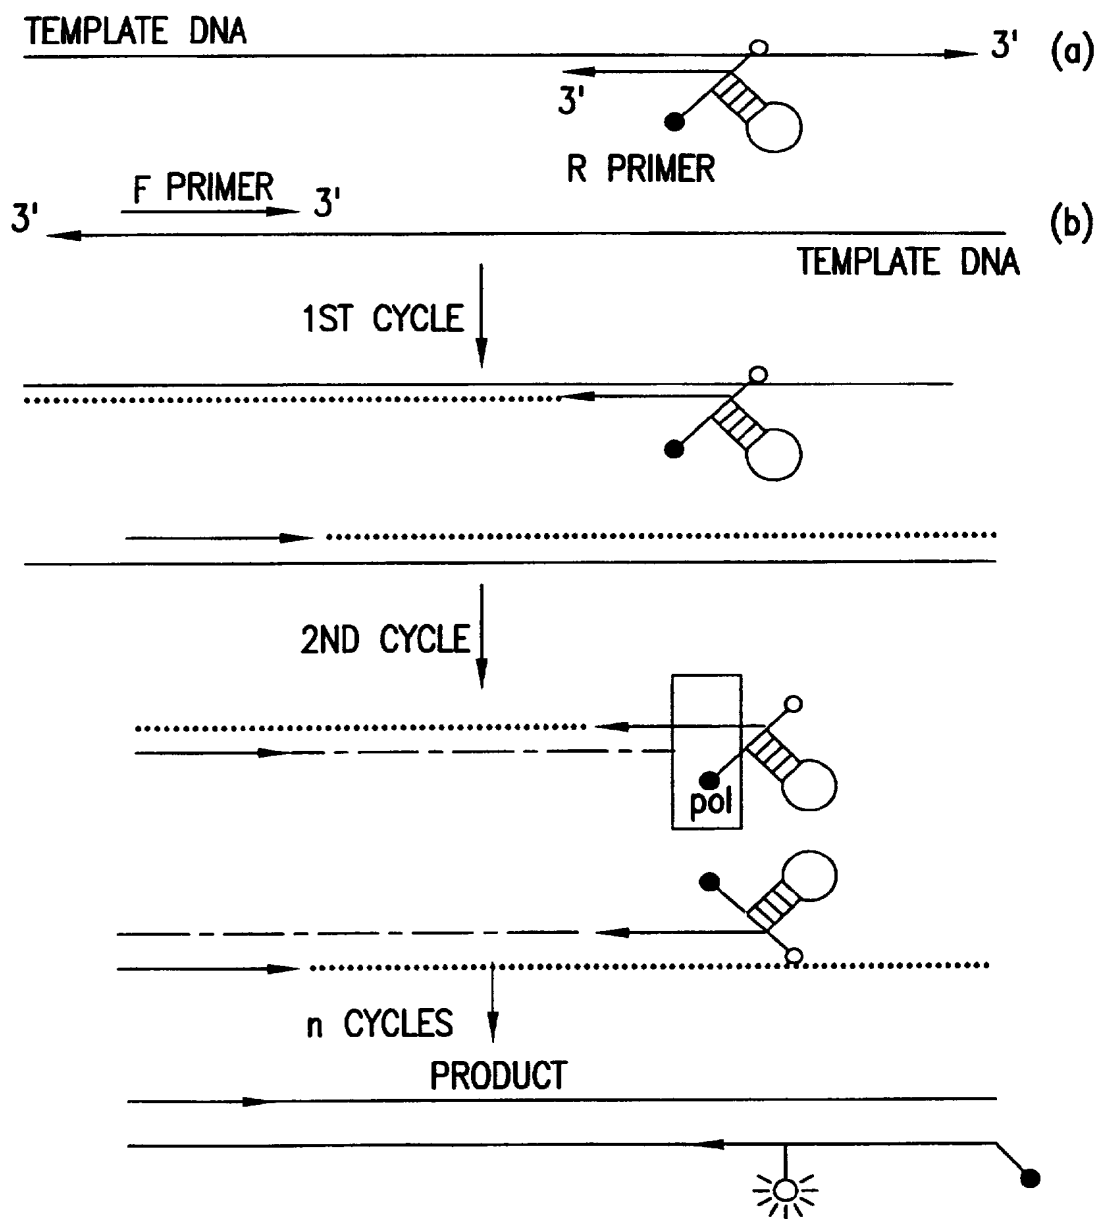 TEMPLATE DNA
3' (a)
3'
R PRIMER
F PRIMER
3' 3' (b)
TEMPLATE DNA
1ST CYCLE
2ND CYCLE
pol
n CYCLES
PRODUCT